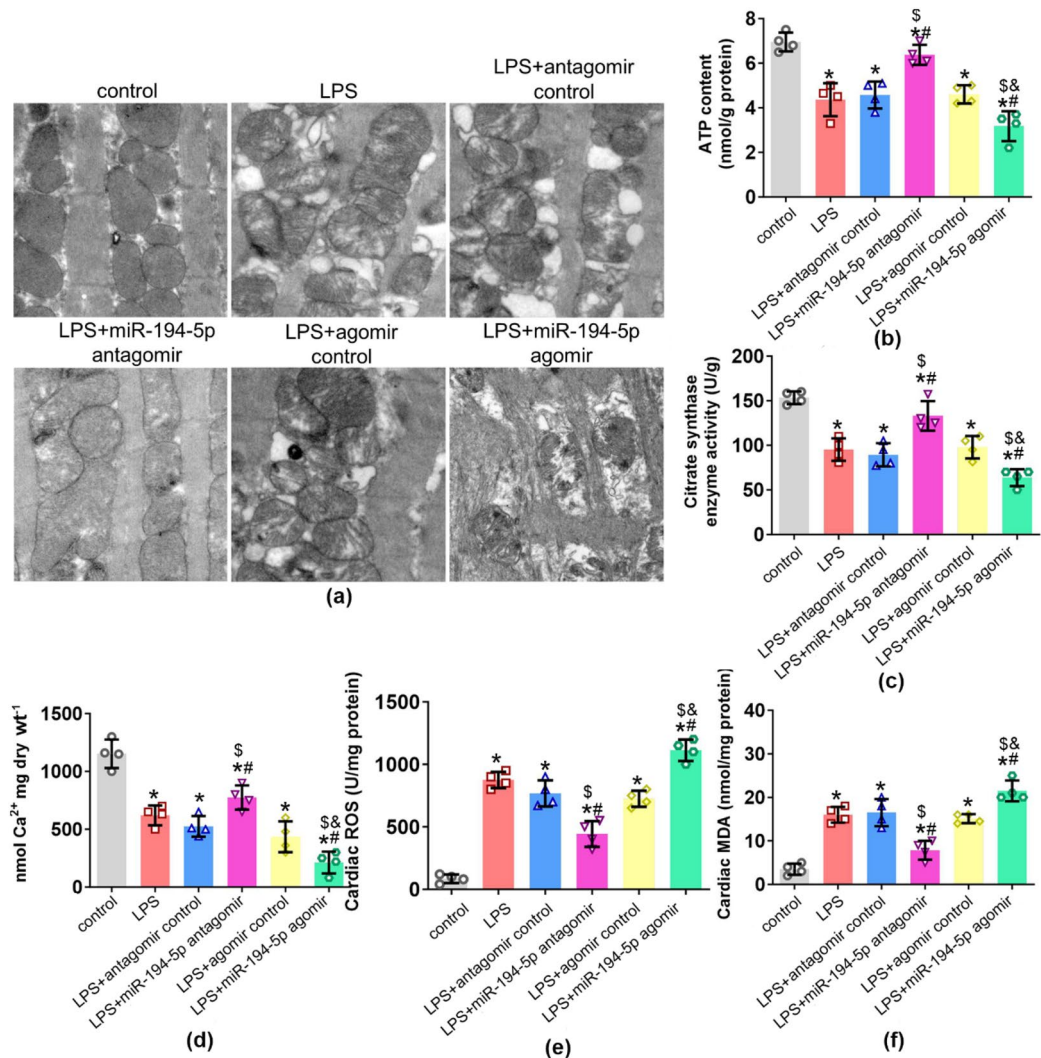 control
LPS
LPS+antagomir
control
LPS+miR-194-5p
antagomir
LPS+agomir
control
LPS+miR-194-5p
agomir
(a)
ATP content
(nmol/g protein)
8
6
4
2
0
*
*
$
*#
*
$&
*#
control
LPS
LPS+antagomir control
LPS+miR-194-5p antagomir
LPS+agomir control
LPS+miR-194-5p agomir
(b)
Citrate synthase
enzyme activity (U/g)
200
150
100
50
0
*
*
$
*#
*
$&
*#
control
LPS
LPS+antagomir control
LPS+miR-194-5p antagomir
LPS+agomir control
LPS+miR-194-5p agomir
(c)
nmol Ca²⁺ mg dry wt⁻¹
1500
1000
500
0
*
*
$
*#
*
$&
*#
control
LPS
LPS+antagomir control
LPS+miR-194-5p antagomir
LPS+agomir control
LPS+miR-194-5p agomir
(d)
Cardiac ROS (U/mg protein)
1500
1000
500
0
*
*
$
*#
*
$&
*#
control
LPS
LPS+antagomir control
LPS+miR-194-5p antagomir
LPS+agomir control
LPS+miR-194-5p agomir
(e)
Cardiac MDA (nmol/mg protein)
40
30
20
10
0
*
*
$
*#
*
$&
*#
control
LPS
LPS+antagomir control
LPS+miR-194-5p antagomir
LPS+agomir control
LPS+miR-194-5p agomir
(f)